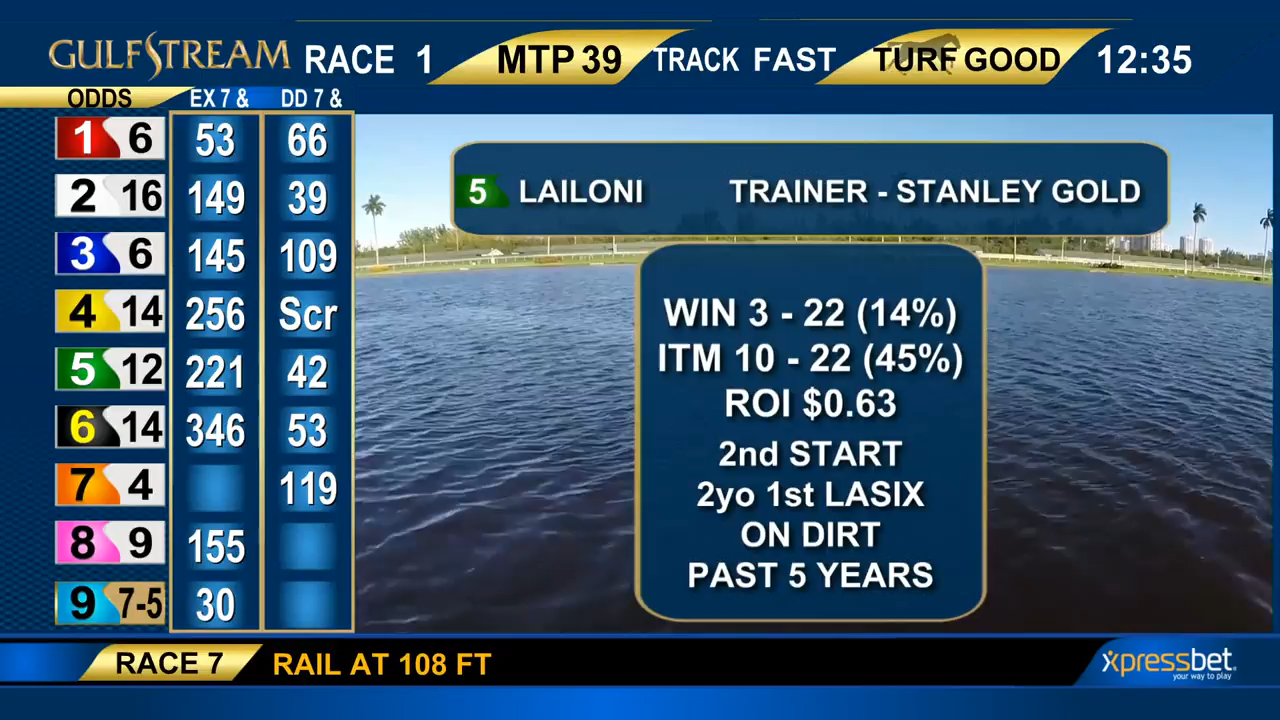 GULFSTREAM RACE 1 MTP 39 TRACK FAST TURF GOOD 12:35
ODDS EX 7 & DD 7 &
1 6 53 66
2 16 149 39
3 6 145 109
4 14 256 Scr
5 12 221 42
6 14 346 53
7 4 119
8 9 155
9 7-5 30
5 LAILONI TRAINER - STANLEY GOLD
WIN 3 - 22 (14%)
ITM 10 - 22 (45%)
ROI $0.63
2nd START
2yo 1st LASIX
ON DIRT
PAST 5 YEARS
RACE 7 RAIL AT 108 FT
xpressbet
your way to play